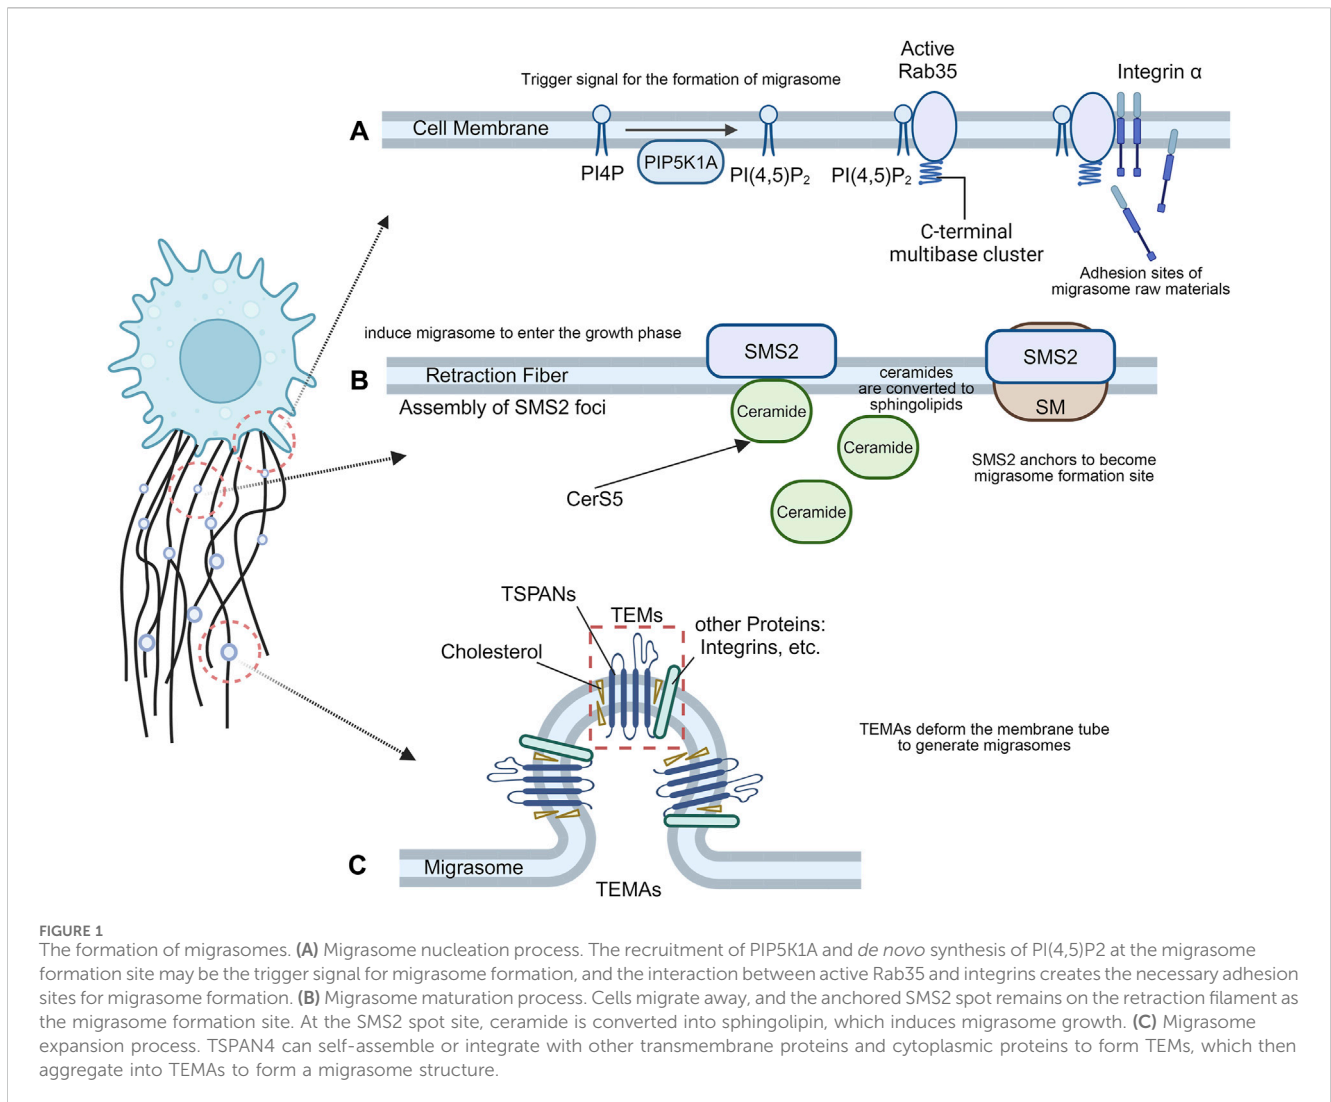 Trigger signal for the formation of migrasome
Active
Rab35
Integrin α
A
Cell Membrane
PI4P
PIP5K1A
PI(4,5)P2
PI(4,5)P2
C-terminal
multibase cluster
Adhesion sites of
migrasome raw materials
induce migrasome to enter the growth phase
B
Retraction Fiber
Assembly of SMS2 foci
SMS2
Ceramide
ceramides
are converted to
sphingolipids
Ceramide
Ceramide
CerS5
SMS2
SM
SMS2 anchors to become
migrasome formation site
TSPANs
TEMs
other Proteins:
Integrins, etc.
Cholesterol
TEMAs deform the membrane tube
to generate migrasomes
C
Migrasome
TEMAs
FIGURE 1
The formation of migrasomes. (A) Migrasome nucleation process. The recruitment of PIP5K1A and de novo synthesis of PI(4,5)P2 at the migrasome
formation site may be the trigger signal for migrasome formation, and the interaction between active Rab35 and integrins creates the necessary adhesion
sites for migrasome formation. (B) Migrasome maturation process. Cells migrate away, and the anchored SMS2 spot remains on the retraction filament as
the migrasome formation site. At the SMS2 spot site, ceramide is converted into sphingolipin, which induces migrasome growth. (C) Migrasome
expansion process. TSPAN4 can self-assemble or integrate with other transmembrane proteins and cytoplasmic proteins to form TEMs, which then
aggregate into TEMAs to form a migrasome structure.